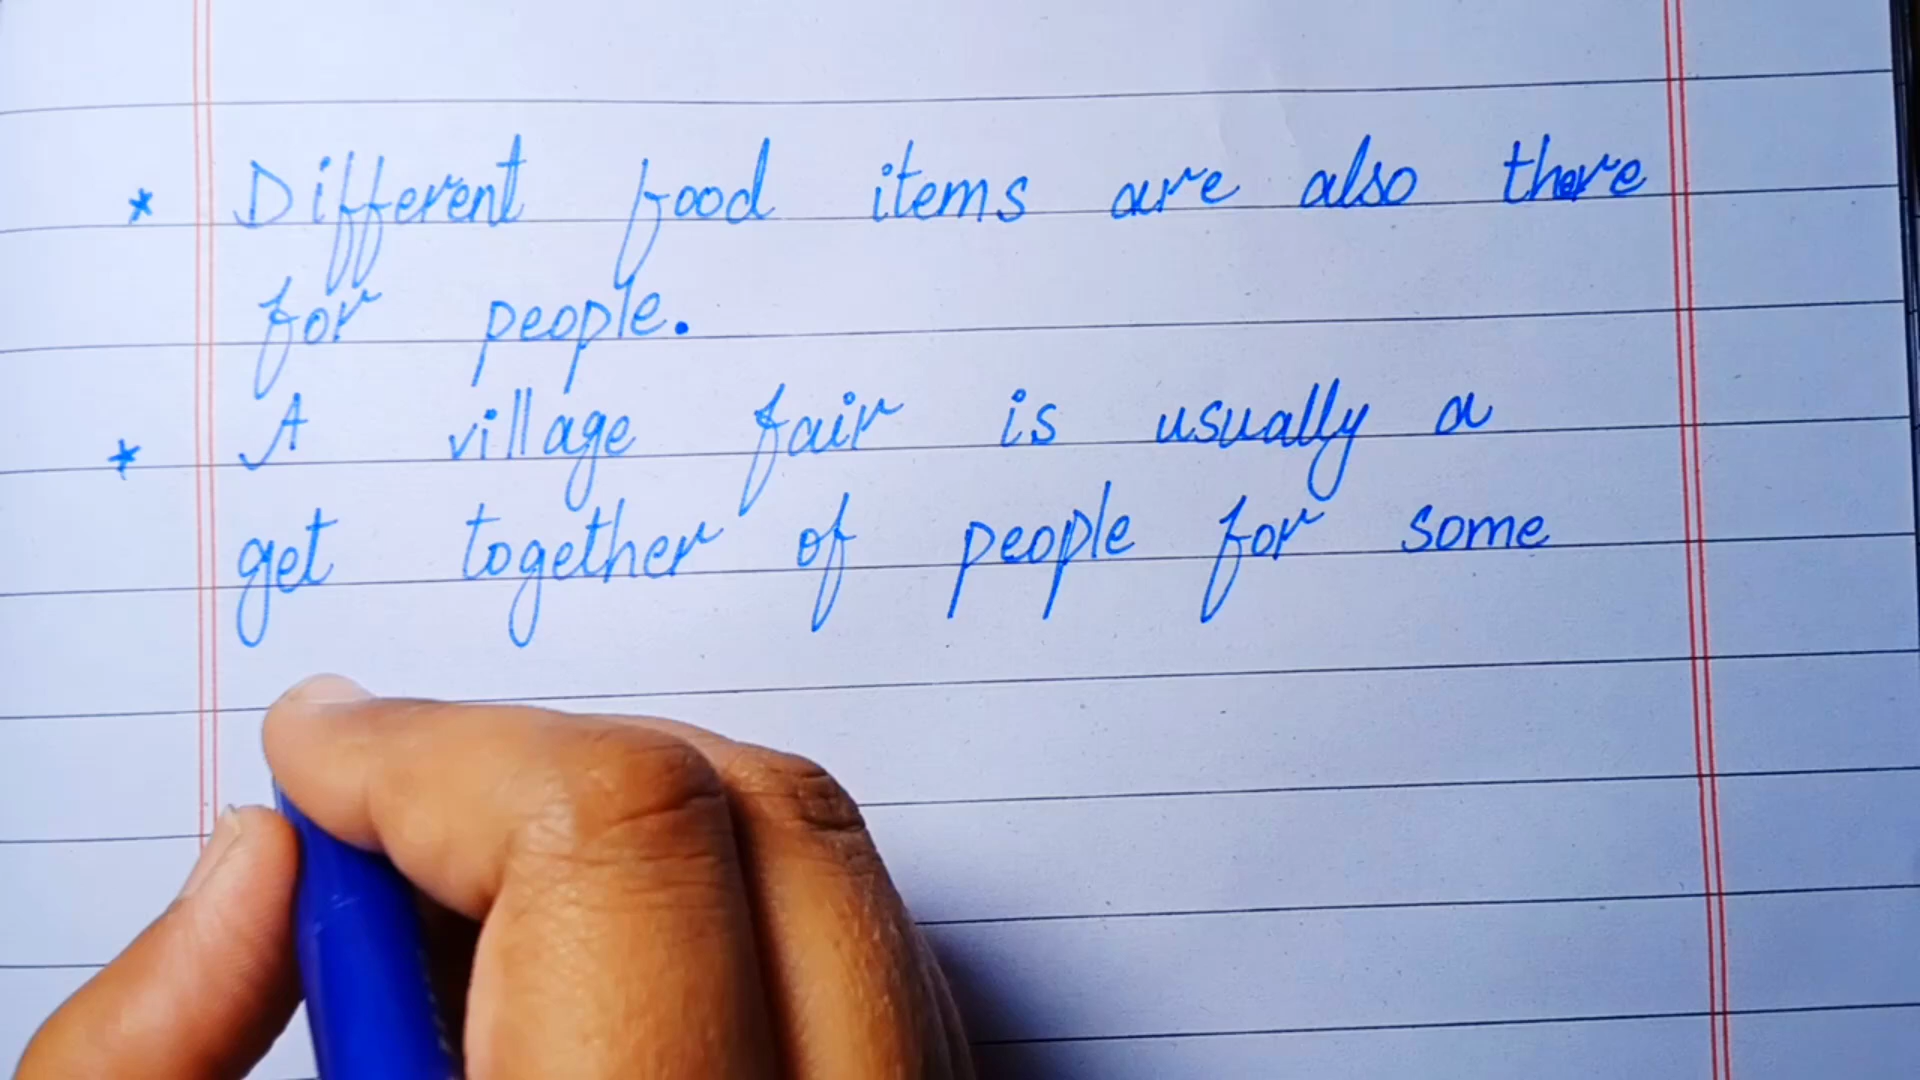 * Different food items are also there
for people.
* A village fair is usually a
get together of people for some